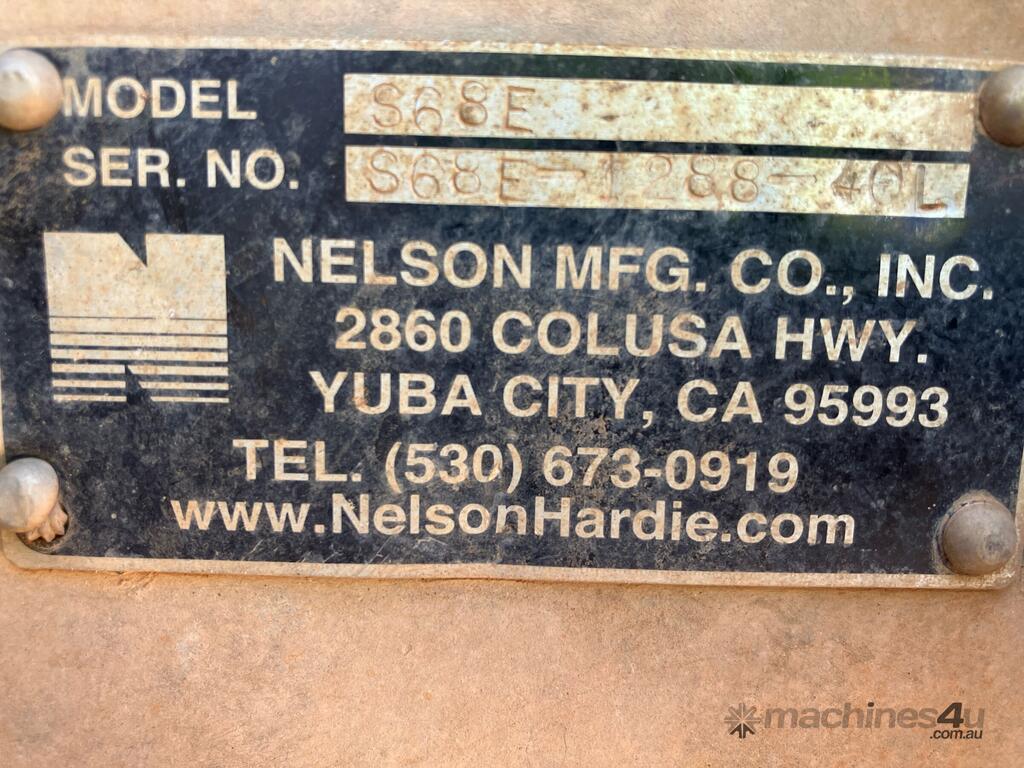 MODEL S68E
SER. NO. S68E-1288-40L
NELSON MFG. CO., INC.
2860 COLUSA HWY.
YUBA CITY, CA 95993
TEL. (530) 673-0919
www.NelsonHardie.com
machines4u
.com.au